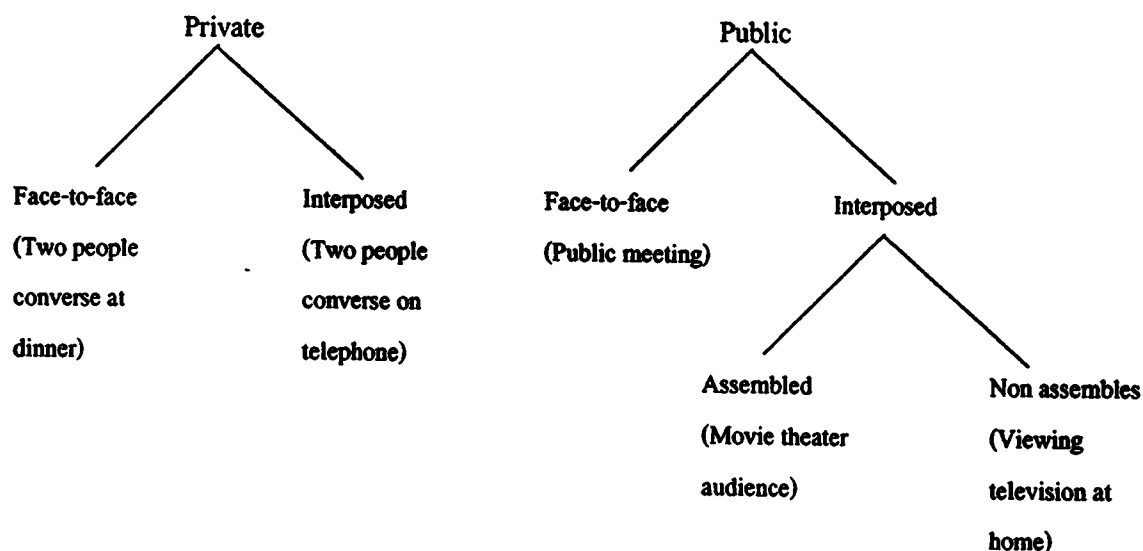 Private
Public
Face-to-face
(Two people
converse at
dinner)
Interposed
(Two people
converse on
telephone)
Face-to-face
(Public meeting)
Interposed
Assembled
(Movie theater
audience)
Non assembles
(Viewing
television at
home)